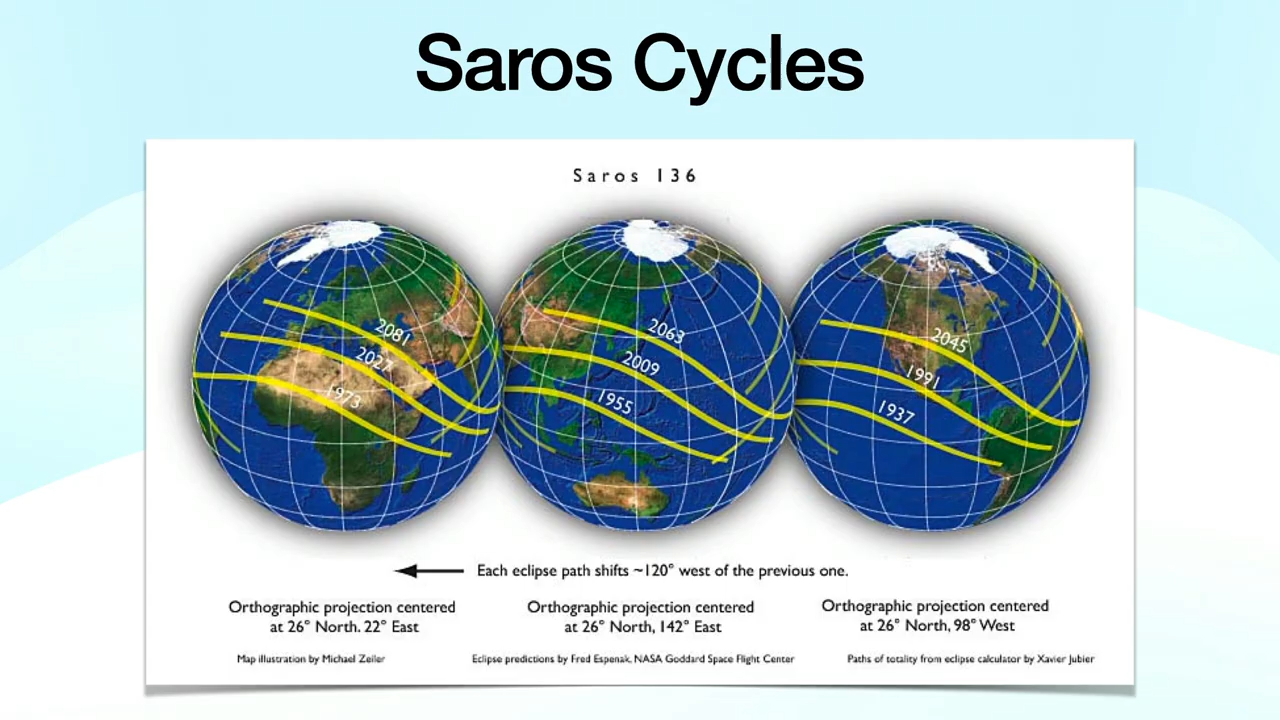 Saros Cycles
Saros 136
2081
2027
1973
2063
2009
1955
2045
1991
1937
Each eclipse path shifts ~120° west of the previous one.
Orthographic projection centered
at 26° North. 22° East
Orthographic projection centered
at 26° North, 142° East
Orthographic projection centered
at 26° North, 98° West
Map illustration by Michael Zeiler
Eclipse predictions by Fred Espenak, NASA Goddard Space Flight Center
Paths of totality from eclipse calculator by Xavier Jubier